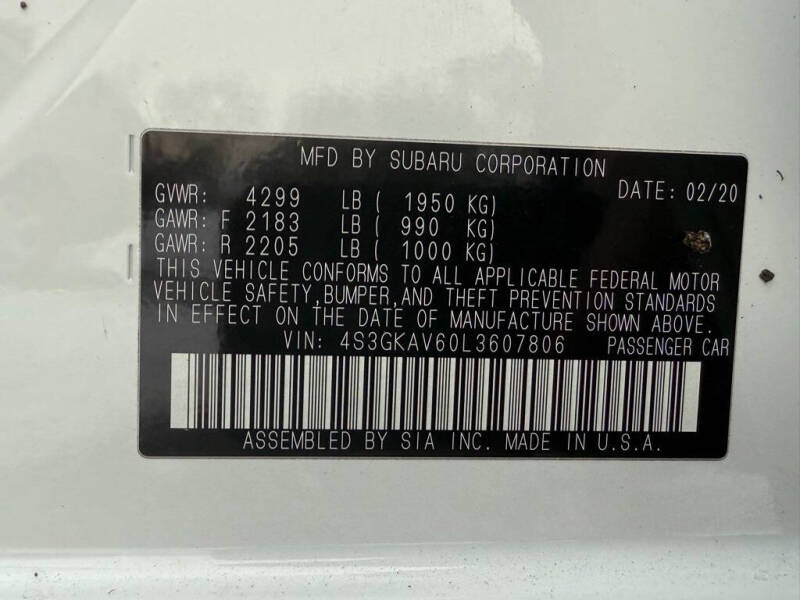 MFD BY SUBARU CORPORATION
DATE: 02/20
GVWR: 4299 LB ( 1950 KG)
GAWR: F 2183 LB ( 990 KG)
GAWR: R 2205 LB ( 1000 KG)
THIS VEHICLE CONFORMS TO ALL APPLICABLE FEDERAL MOTOR
VEHICLE SAFETY,BUMPER,AND THEFT PREVENTION STANDARDS
IN EFFECT ON THE DATE OF MANUFACTURE SHOWN ABOVE.
VIN: 4S3GKAV60L3607806 PASSENGER CAR
ASSEMBLED BY SIA INC. MADE IN U.S.A.